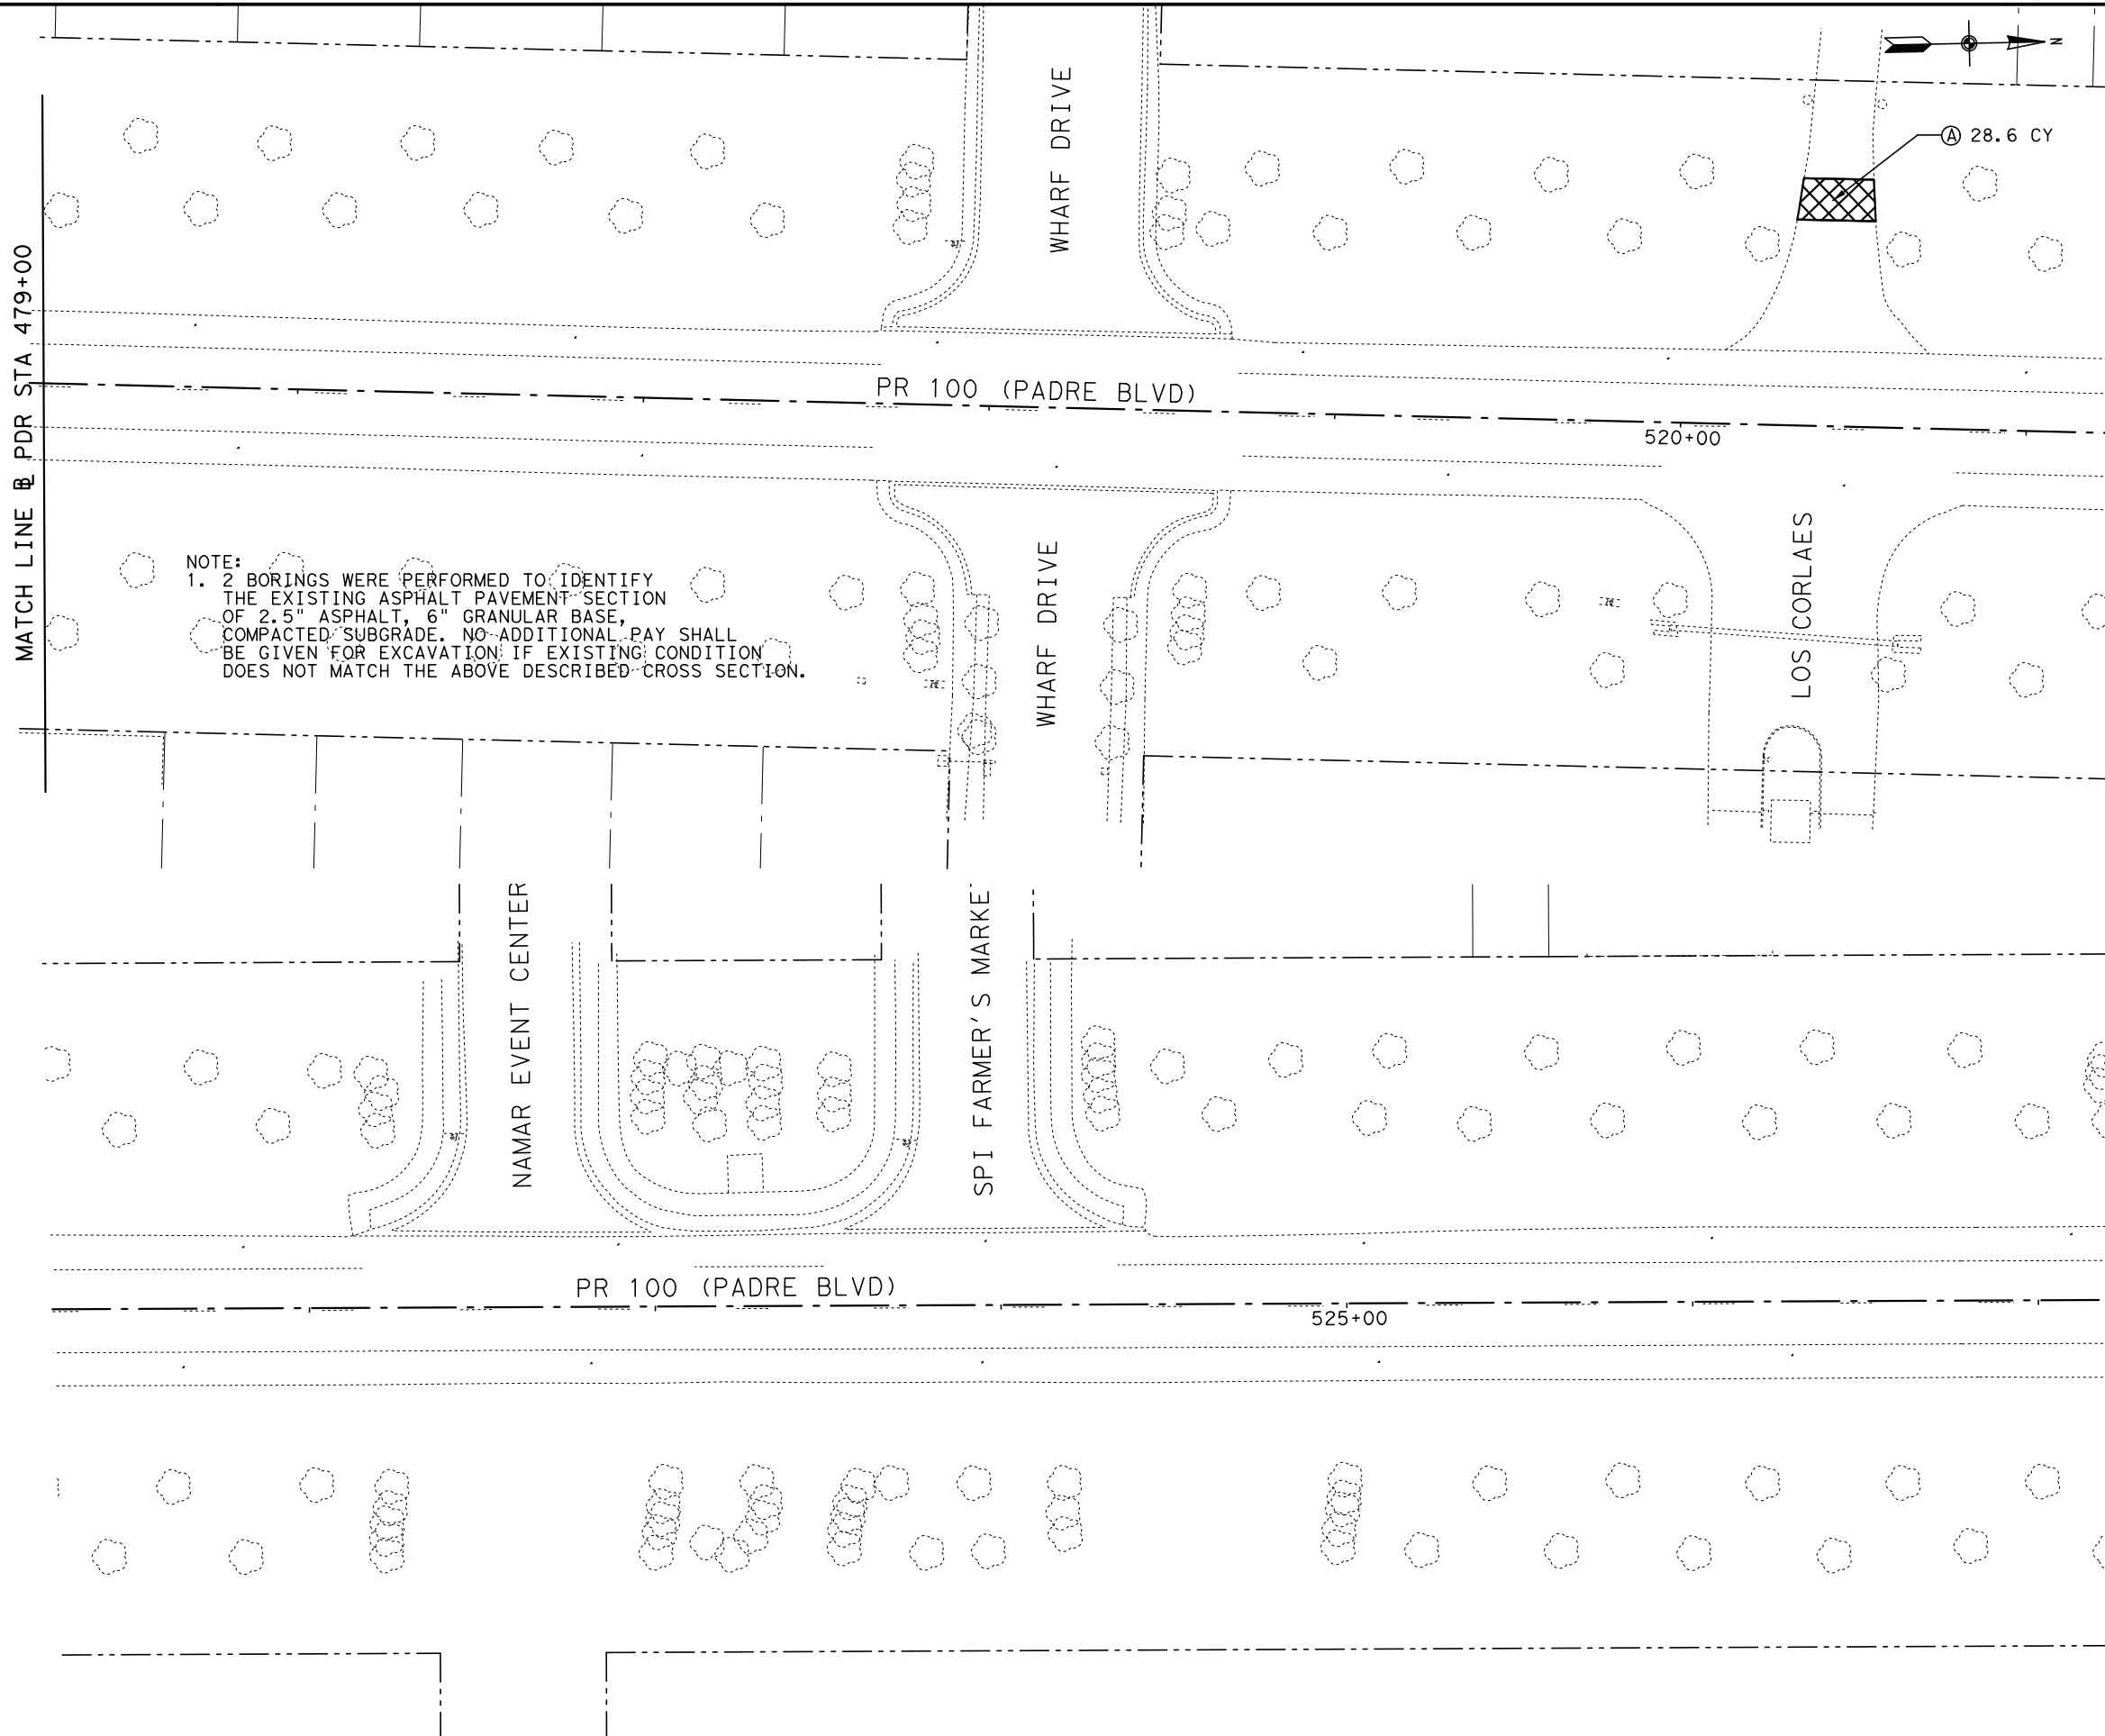 N
Ⓐ 28.6 CY
WHARF DRIVE
MATCH LINE ℄ PDR STA 479+00
PR 100 (PADRE BLVD)
520+00
NOTE:
1. 2 BORINGS WERE PERFORMED TO IDENTIFY
THE EXISTING ASPHALT PAVEMENT SECTION
OF 2.5" ASPHALT, 6" GRANULAR BASE,
COMPACTED SUBGRADE. NO ADDITIONAL PAY SHALL
BE GIVEN FOR EXCAVATION IF EXISTING CONDITION
DOES NOT MATCH THE ABOVE DESCRIBED CROSS SECTION.
WHARF DRIVE
LOS CORLAES
NAMAR EVENT CENTER
SPI FARMER'S MARKE
PR 100 (PADRE BLVD)
525+00